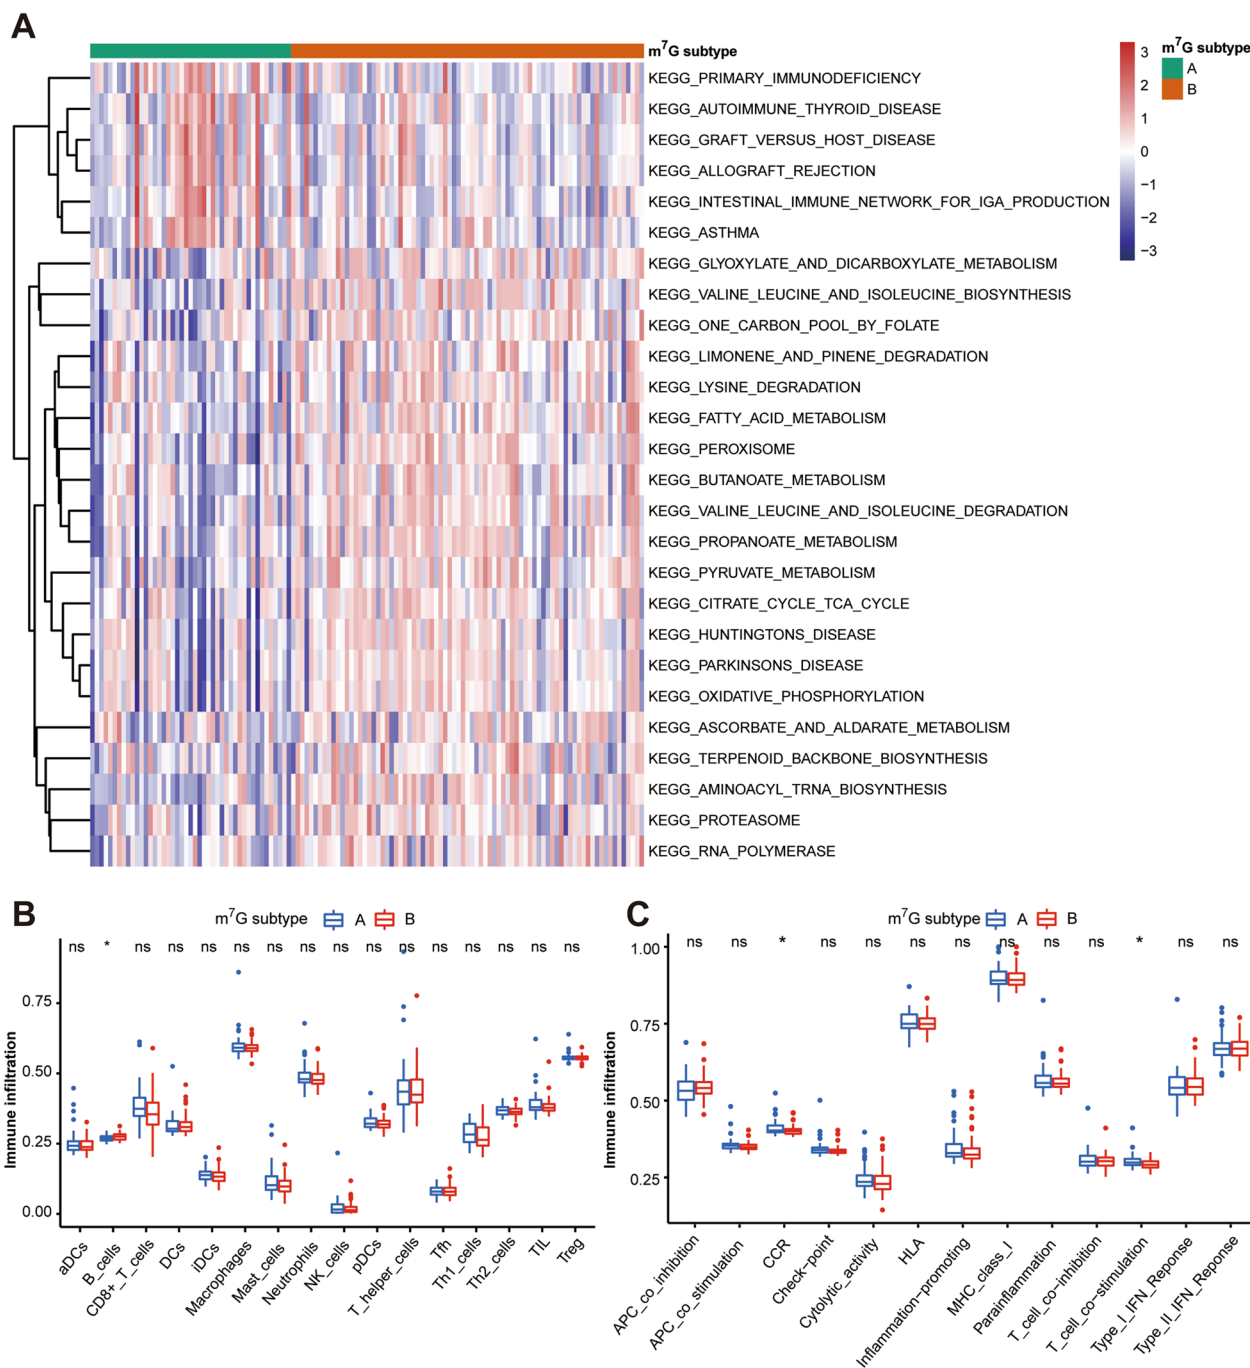 A
m7G subtype
KEGG_PRIMARY_IMMUNODEFICIENCY
KEGG_AUTOIMMUNE_THYROID_DISEASE
KEGG_GRAFT_VERSUS_HOST_DISEASE
KEGG_ALLOGRAFT_REJECTION
KEGG_INTESTINAL_IMMUNE_NETWORK_FOR_IGA_PRODUCTION
KEGG_ASTHMA
KEGG_GLYOXYLATE_AND_DICARBOXYLATE_METABOLISM
KEGG_VALINE_LEUCINE_AND_ISOLEUCINE_BIOSYNTHESIS
KEGG_ONE_CARBON_POOL_BY_FOLATE
KEGG_LIMONENE_AND_PINENE_DEGRADATION
KEGG_LYSINE_DEGRADATION
KEGG_FATTY_ACID_METABOLISM
KEGG_PEROXISOME
KEGG_BUTANOATE_METABOLISM
KEGG_VALINE_LEUCINE_AND_ISOLEUCINE_DEGRADATION
KEGG_PROPANOATE_METABOLISM
KEGG_PYRUVATE_METABOLISM
KEGG_CITRATE_CYCLE_TCA_CYCLE
KEGG_HUNTINGTONS_DISEASE
KEGG_PARKINSONS_DISEASE
KEGG_OXIDATIVE_PHOSPHORYLATION
KEGG_ASCORBATE_AND_ALDARATE_METABOLISM
KEGG_TERPENOID_BACKBONE_BIOSYNTHESIS
KEGG_AMINOACYL_TRNA_BIOSYNTHESIS
KEGG_PROTEASOME
KEGG_RNA_POLYMERASE
3
2
1
0
−1
−2
−3
m7G subtype
A
B
B
m7G subtype A B
ns * ns ns ns ns ns ns ns ns ns ns ns ns ns ns
Immune infiltration
0.75
0.50
0.25
0.00
aDCs
B_cells
CD8+_T_cells
DCs
iDCs
Macrophages
Mast_cells
Neutrophils
NK_cells
pDCs
T_helper_cells
Tfh
Th1_cells
Th2_cells
TIL
Treg
C
m7G subtype A B
ns ns * ns ns ns ns ns ns ns * ns ns
Immune infiltration
1.00
0.75
0.50
0.25
APC_co_inhibition
APC_co_stimulation
CCR
Check−point
Cytolytic_activity
HLA
Inflammation−promoting
MHC_class_I
Parainflammation
T_cell_co−inhibition
T_cell_co−stimulation
Type_I_IFN_Reponse
Type_II_IFN_Reponse